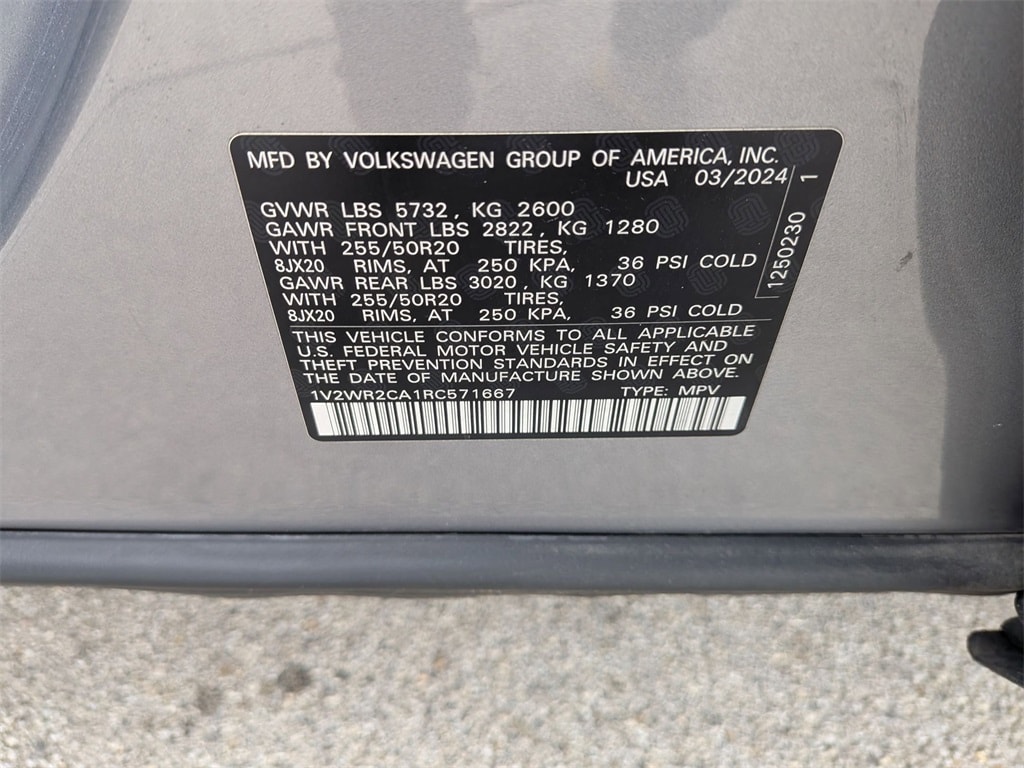 MFD BY VOLKSWAGEN GROUP OF AMERICA, INC.
USA 03/2024
1
1250230
GVWR LBS 5732, KG 2600
GAWR FRONT LBS 2822, KG 1280
WITH 255/50R20 TIRES,
8JX20 RIMS, AT 250 KPA, 36 PSI COLD
GAWR REAR LBS 3020, KG 1370
WITH 255/50R20 TIRES,
8JX20 RIMS, AT 250 KPA, 36 PSI COLD
THIS VEHICLE CONFORMS TO ALL APPLICABLE
U.S. FEDERAL MOTOR VEHICLE SAFETY AND
THEFT PREVENTION STANDARDS IN EFFECT ON
THE DATE OF MANUFACTURE SHOWN ABOVE.
1V2WR2CA1RC571667 TYPE: MPV